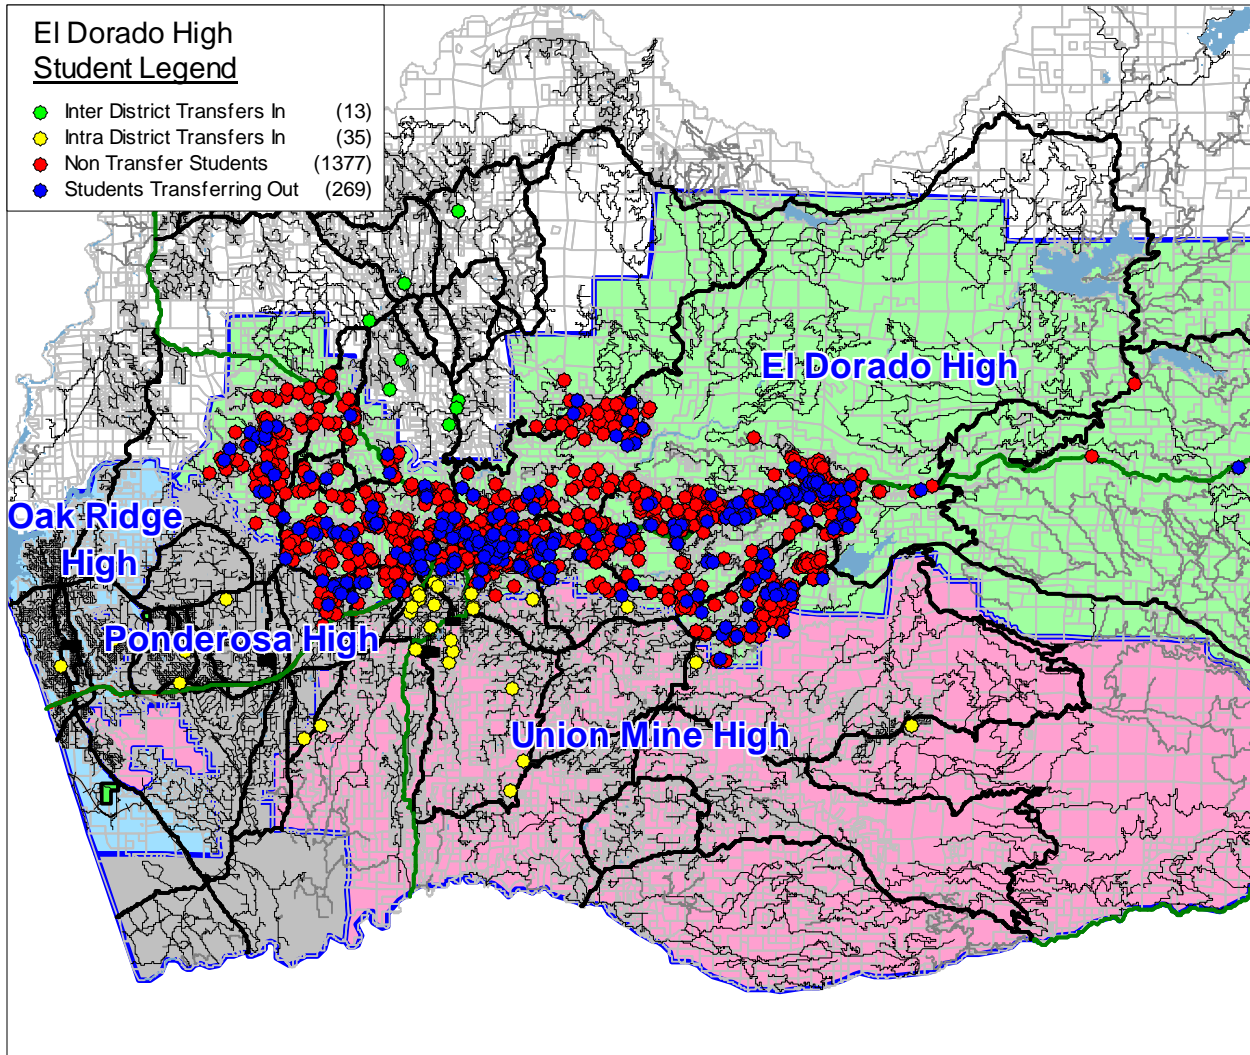 El Dorado High
Student Legend
Inter District Transfers In (13)
Intra District Transfers In (35)
Non Transfer Students (1377)
Students Transferring Out (269)
El Dorado High
Oak Ridge
High
Ponderosa High
Union Mine High